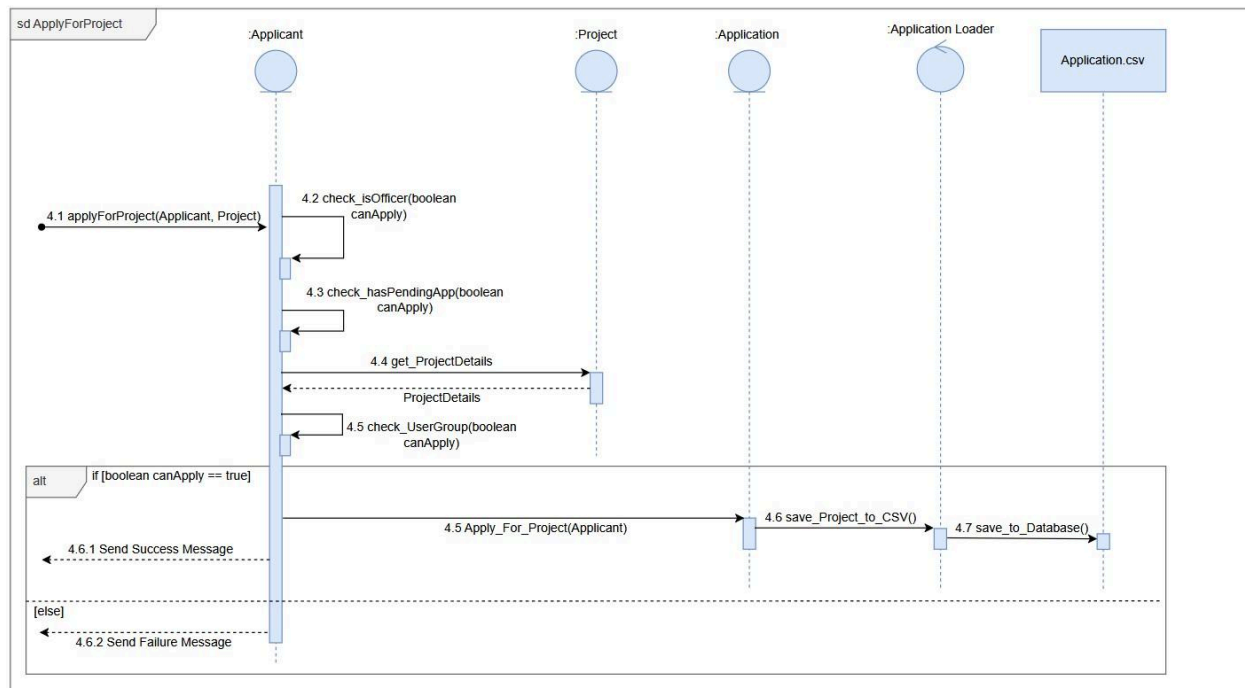 sd ApplyForProject
:Applicant
:Project
:Application
:Application Loader
Application.csv
4.1 applyForProject(Applicant, Project)
4.2 check_isOfficer(boolean
canApply)
4.3 check_hasPendingApp(boolean
canApply)
4.4 get_ProjectDetails
ProjectDetails
4.5 check_UserGroup(boolean
canApply)
alt
if [boolean canApply == true]
4.5 Apply_For_Project(Applicant)
4.6 save_Project_to_CSV()
4.7 save_to_Database()
4.6.1 Send Success Message
[else]
4.6.2 Send Failure Message